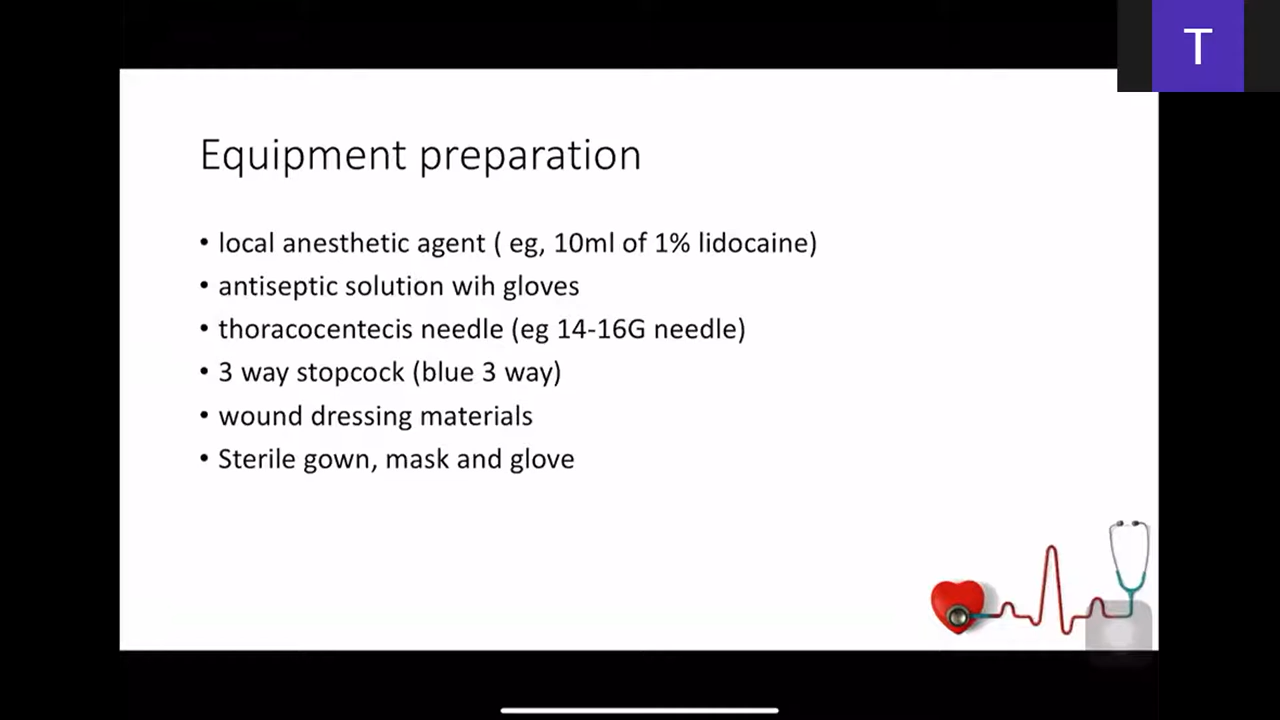 T
Equipment preparation
• local anesthetic agent ( eg, 10ml of 1% lidocaine)
• antiseptic solution wih gloves
• thoracocentecis needle (eg 14-16G needle)
• 3 way stopcock (blue 3 way)
• wound dressing materials
• Sterile gown, mask and glove